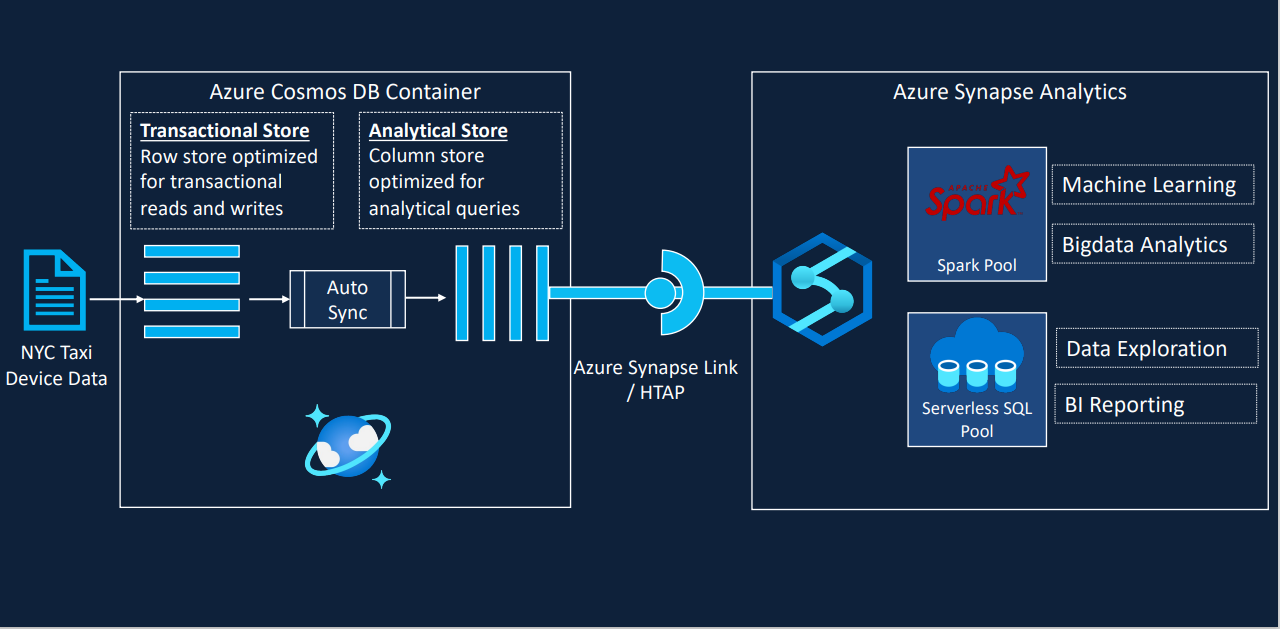 Azure Cosmos DB Container
Transactional Store
Row store optimized
for transactional
reads and writes
Analytical Store
Column store
optimized for
analytical queries
NYC Taxi
Device Data
Auto
Sync
Azure Synapse Link
/ HTAP
Azure Synapse Analytics
APACHE
Spark
Spark Pool
Machine Learning
Bigdata Analytics
Serverless SQL
Pool
Data Exploration
BI Reporting